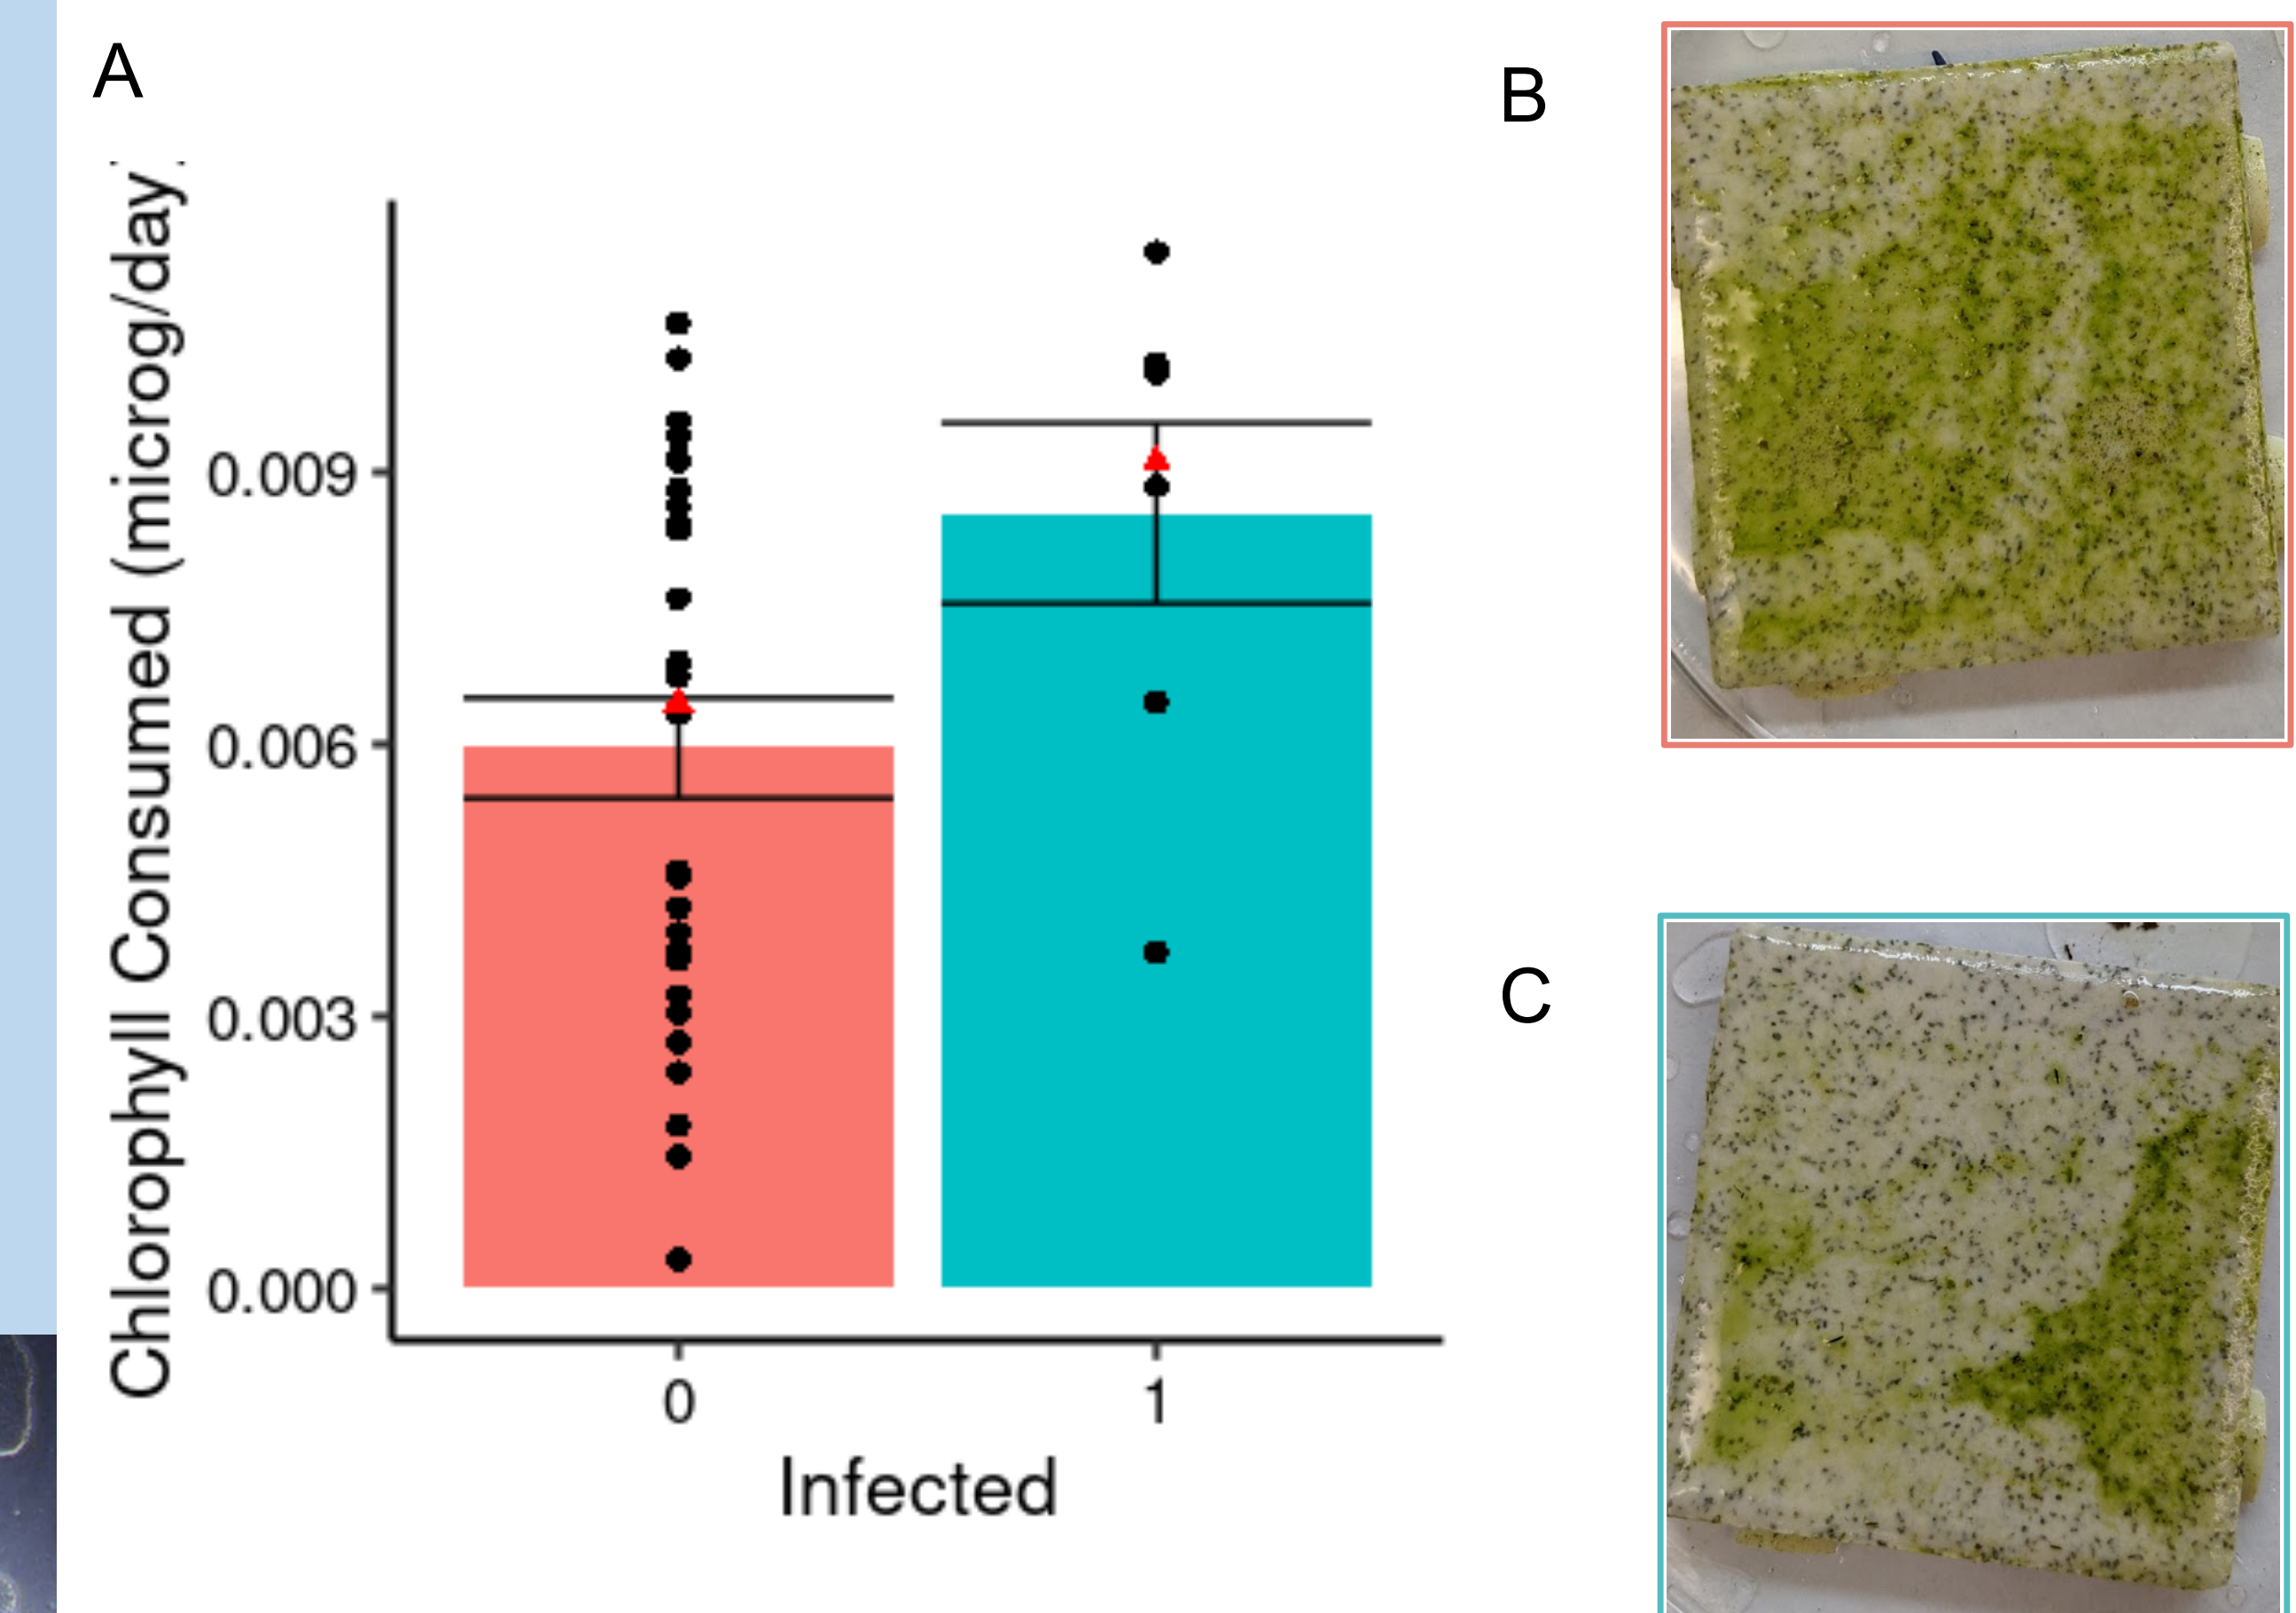 A
B
C
Chlorophyll Consumed (microg/day)
0.009
0.006
0.003
0.000
0
1
Infected